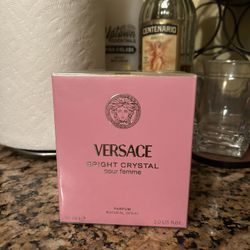 CENTENARIO
VERSACE
BRIGHT CRYSTAL
pour femme
PARFUM
NATURAL SPRAY